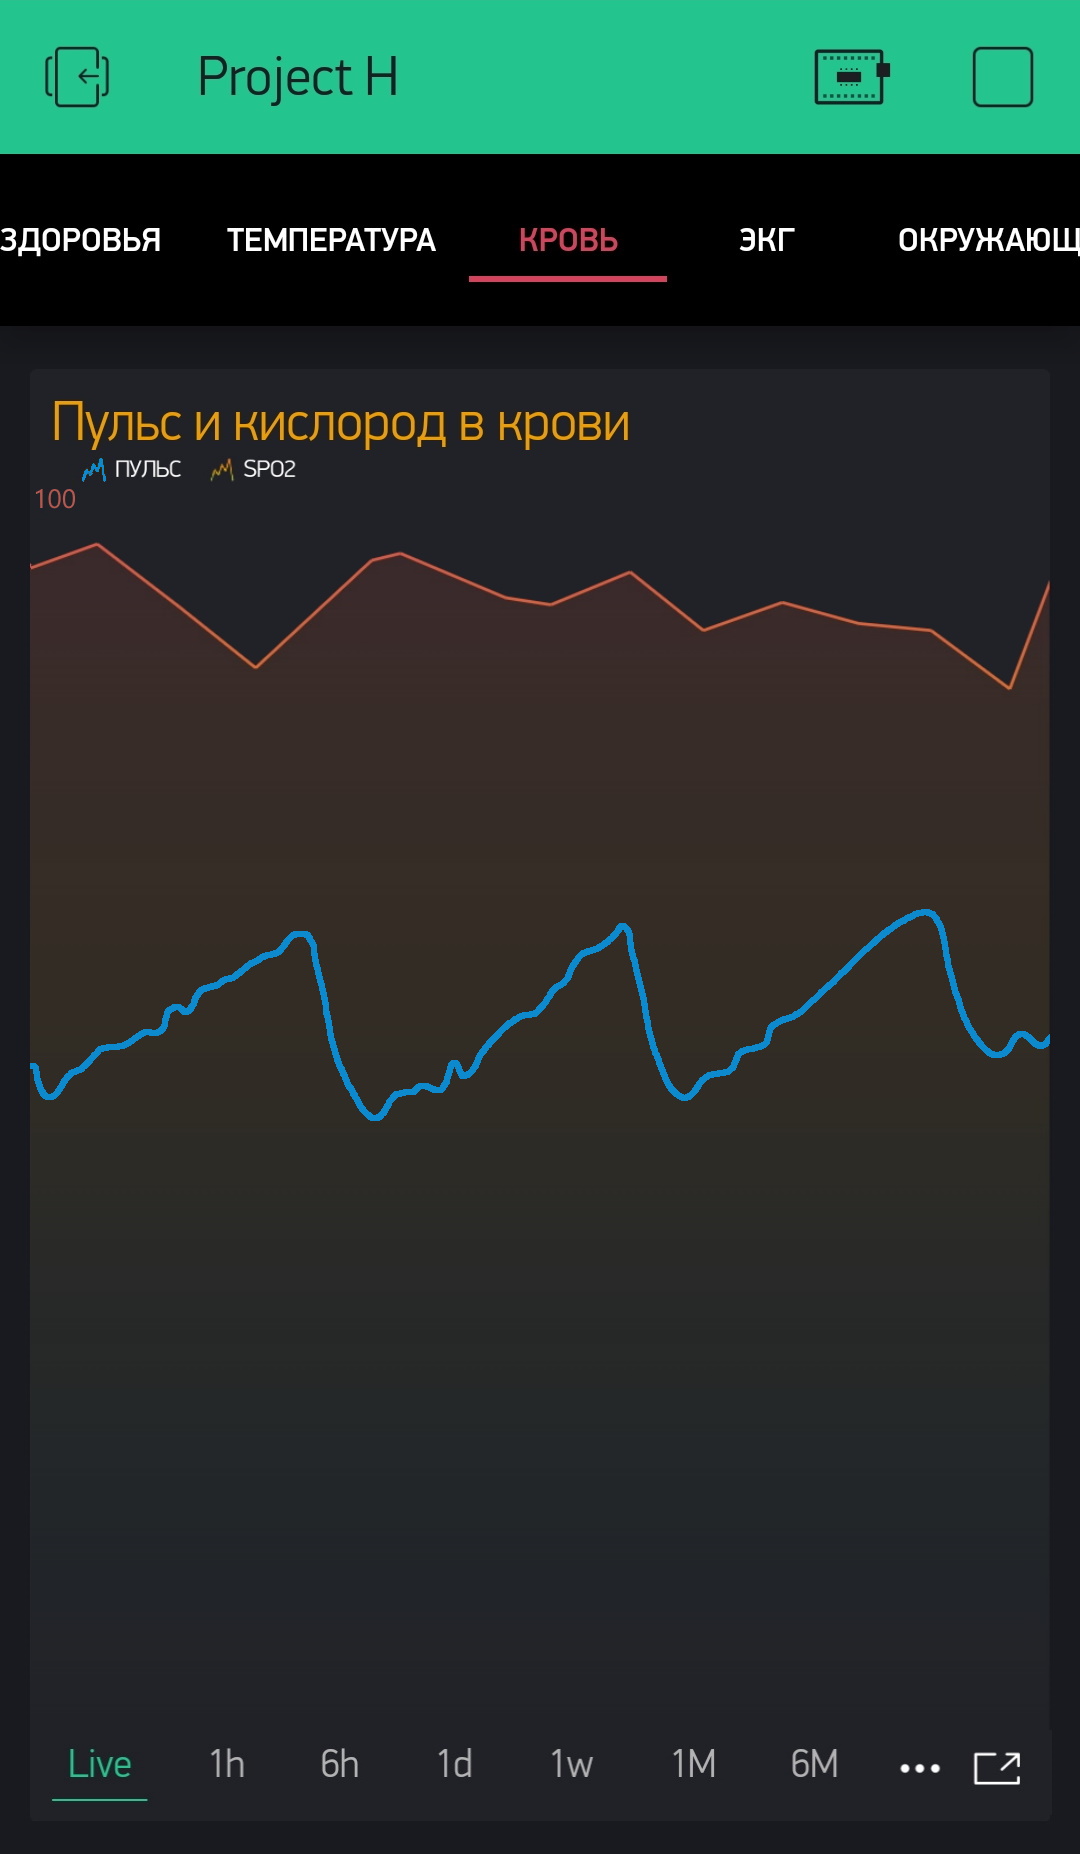 Project H
ЗДОРОВЬЯ ТЕМПЕРАТУРА КРОВЬ ЭКГ ОКРУЖАЮЩ
Пульс и кислород в крови
ПУЛЬС SPO2
100
Live 1h 6h 1d 1w 1M 6M